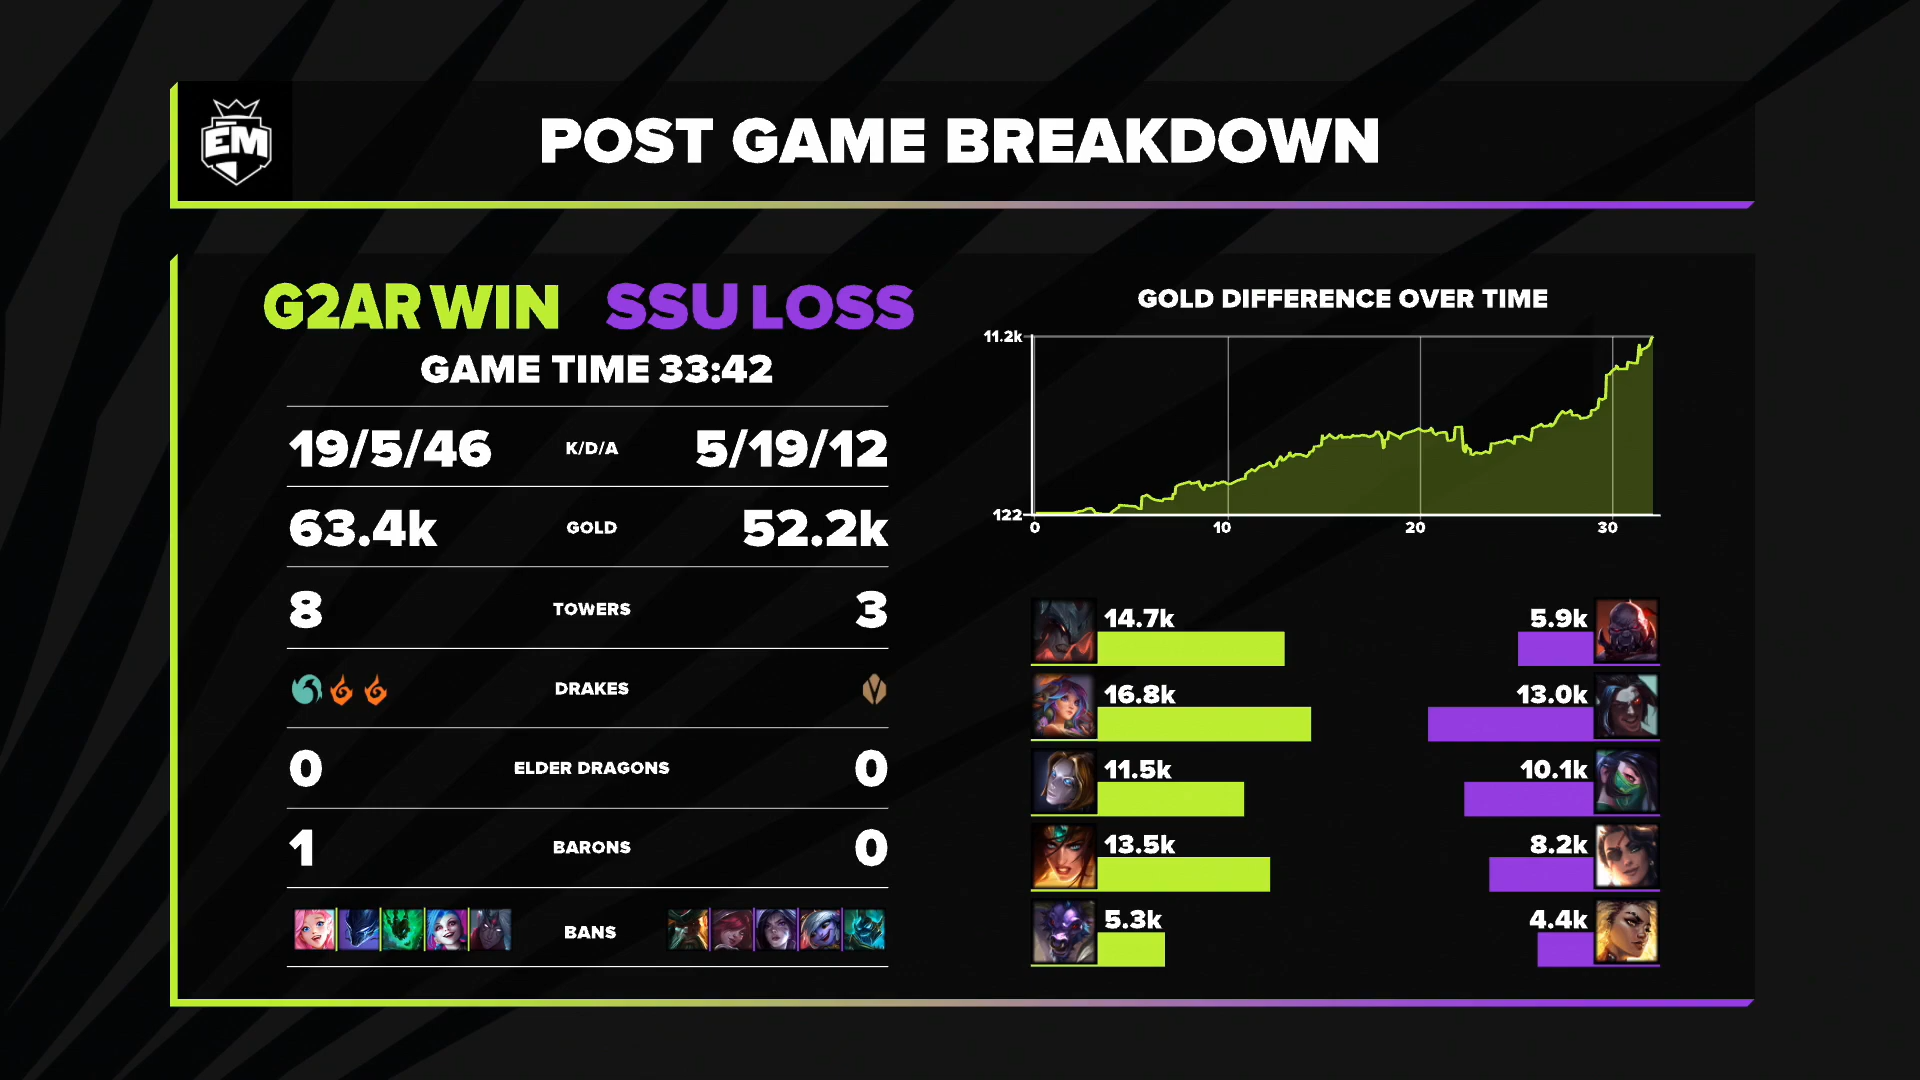 EM
POST GAME BREAKDOWN
G2AR WIN SSU LOSS
GAME TIME 33:42
19/5/46 K/D/A 5/19/12
63.4k GOLD 52.2k
8 TOWERS 3
DRAKES
0 ELDER DRAGONS 0
1 BARONS 0
BANS
GOLD DIFFERENCE OVER TIME
11.2k
122
0 10 20 30
14.7k 5.9k
16.8k 13.0k
11.5k 10.1k
13.5k 8.2k
5.3k 4.4k